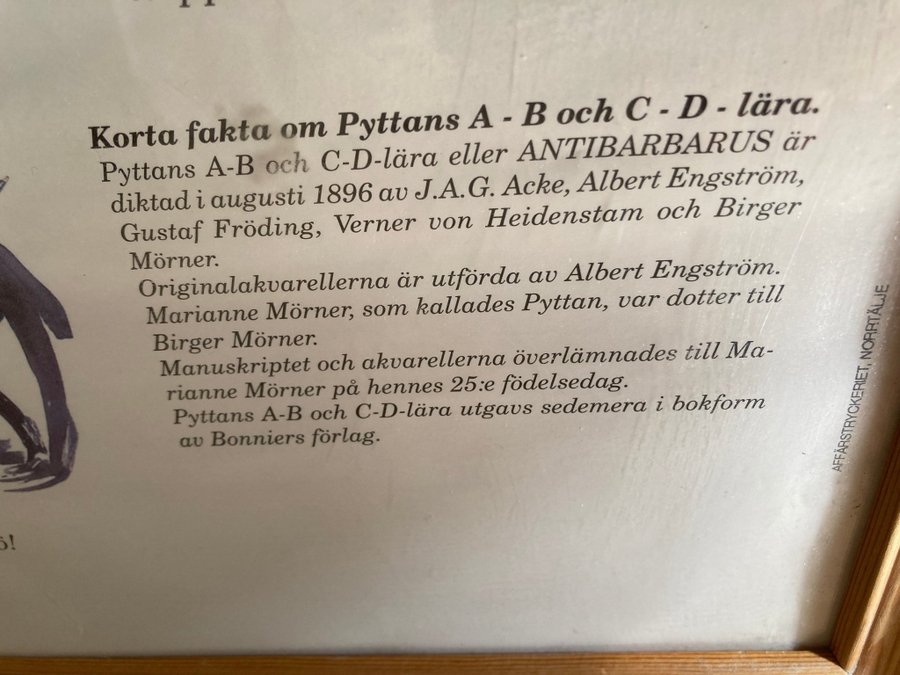 Korta fakta om Pyttans A - B och C - D - lära.
Pyttans A-B och C-D-lära eller ANTIBARBARUS är
diktad i augusti 1896 av J.A.G. Acke, Albert Engström,
Gustaf Fröding, Verner von Heidenstam och Birger
Mörner.
Originalakvarellerna är utförda av Albert Engström.
Marianne Mörner, som kallades Pyttan, var dotter till
Birger Mörner.
Manuskriptet och akvarellerna överlämnades till Ma-
rianne Mörner på hennes 25:e födelsedag.
Pyttans A-B och C-D-lära utgavs sedemera i bokform
av Bonniers förlag.
AFFÄRSTRYCKERIET, NORRTÄLJE